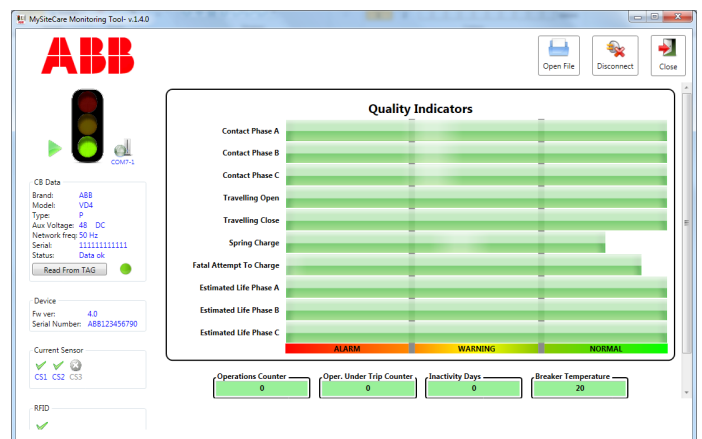 MySiteCare Monitoring Tool- v.1.4.0
ABB
Open File
Disconnect
Close
COM7-1
CB Data
Brand: ABB
Model: VD4
Type: P
Aux Voltage: 48 DC
Network freq: 50 Hz
Serial: 111111111111
Status: Data ok
Read From TAG
Device
Fw ver: 4.0
Serial Number: ABB123456790
Current Sensor
CS1 CS2 CS3
RFID
Quality Indicators
Contact Phase A
Contact Phase B
Contact Phase C
Travelling Open
Travelling Close
Spring Charge
Fatal Attempt To Charge
Estimated Life Phase A
Estimated Life Phase B
Estimated Life Phase C
ALARM WARNING NORMAL
Operations Counter
0
Oper. Under Trip Counter
0
Inactivity Days
0
Breaker Temperature
20